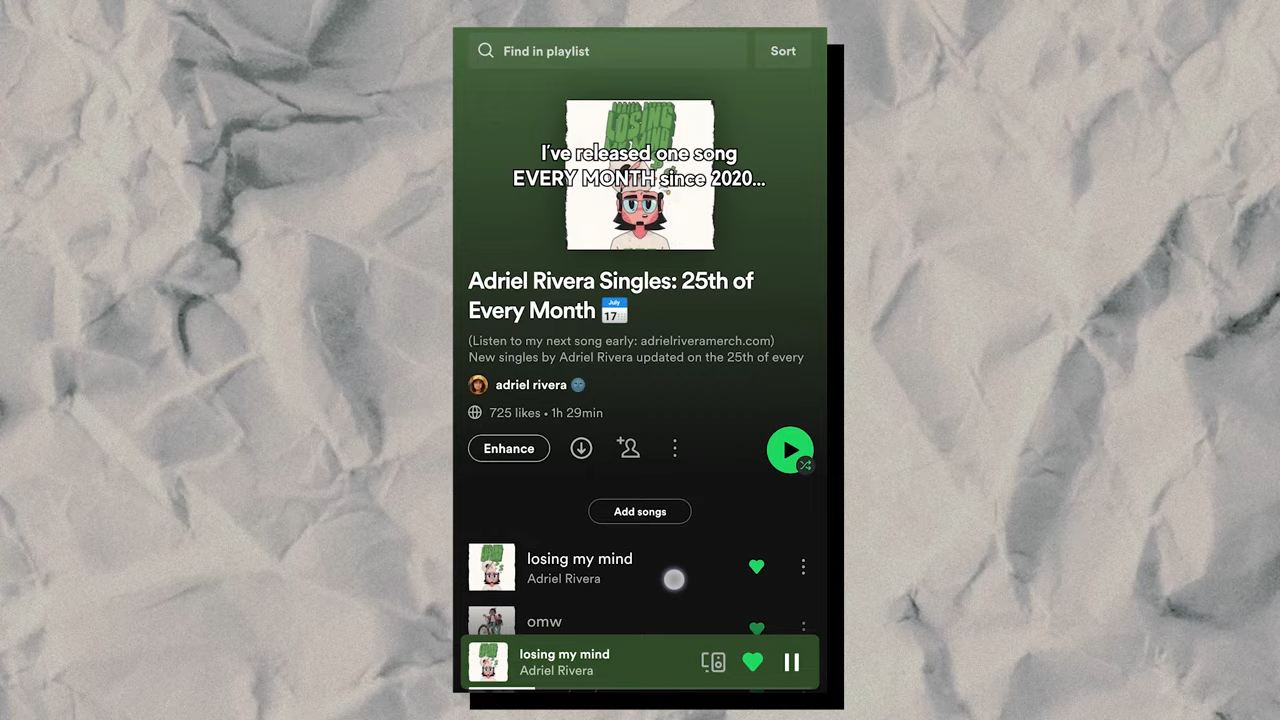 Find in playlist
Sort
LOSING
I've released one song
EVERY MONTH since 2020...
Adriel Rivera Singles: 25th of
Every Month
July
17
(Listen to my next song early: adrielriveramerch.com)
New singles by Adriel Rivera updated on the 25th of every
adriel rivera
725 likes • 1h 29min
Enhance
Add songs
losing my mind
Adriel Rivera
omw
losing my mind
Adriel Rivera